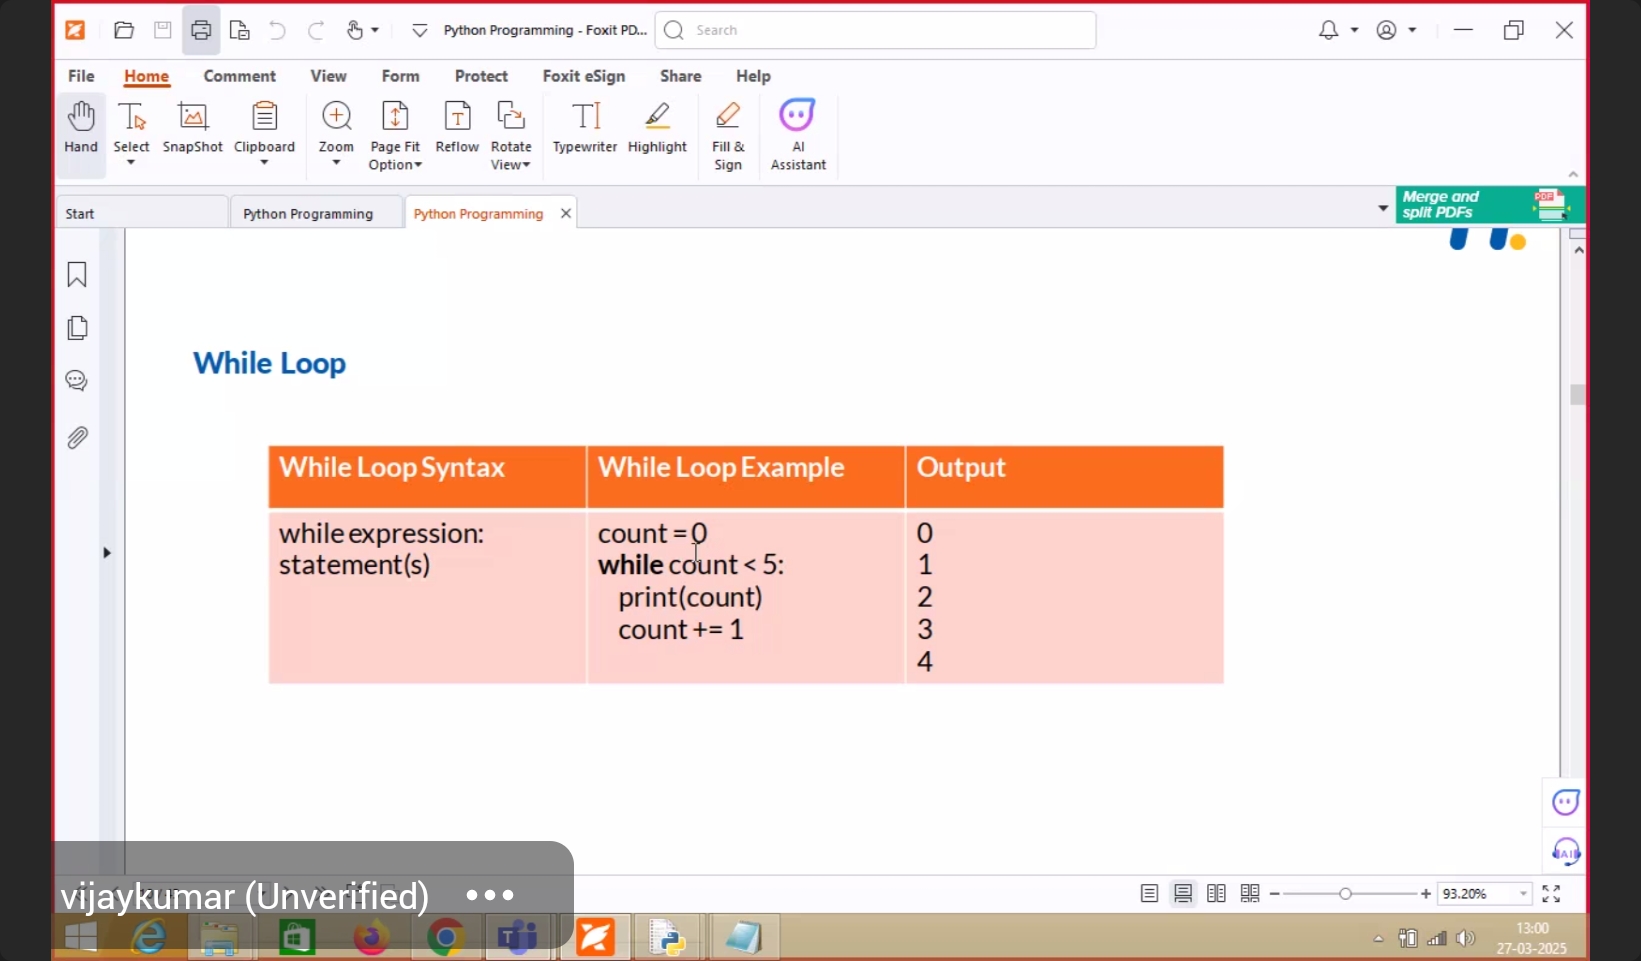 Python Programming - Foxit PD...
Search
File Home Comment View Form Protect Foxit eSign Share Help
Hand Select SnapShot Clipboard Zoom Page Fit Option Reflow Rotate View Typewriter Highlight Fill & Sign AI Assistant
Start
Python Programming
Python Programming
Merge and
split PDFs
PDF
While Loop
While Loop Syntax
while expression:
statement(s)
While Loop Example
count = 0
while count < 5:
print(count)
count += 1
Output
0
1
2
3
4
AI
vijaykumar (Unverified)
93.20%
13:00
27-03-2025